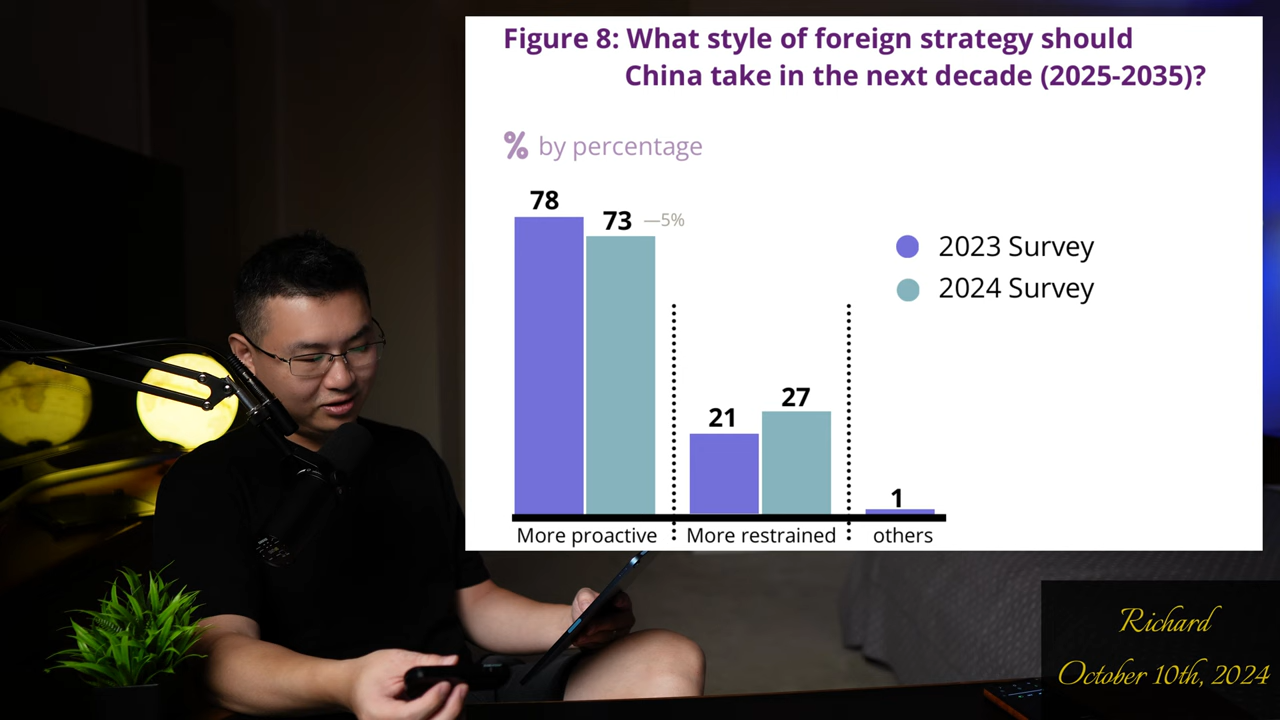 Figure 8: What style of foreign strategy should
China take in the next decade (2025-2035)?
% by percentage
78
73 —5%
2023 Survey
2024 Survey
21
27
1
More proactive
More restrained
others
Richard
October 10th, 2024